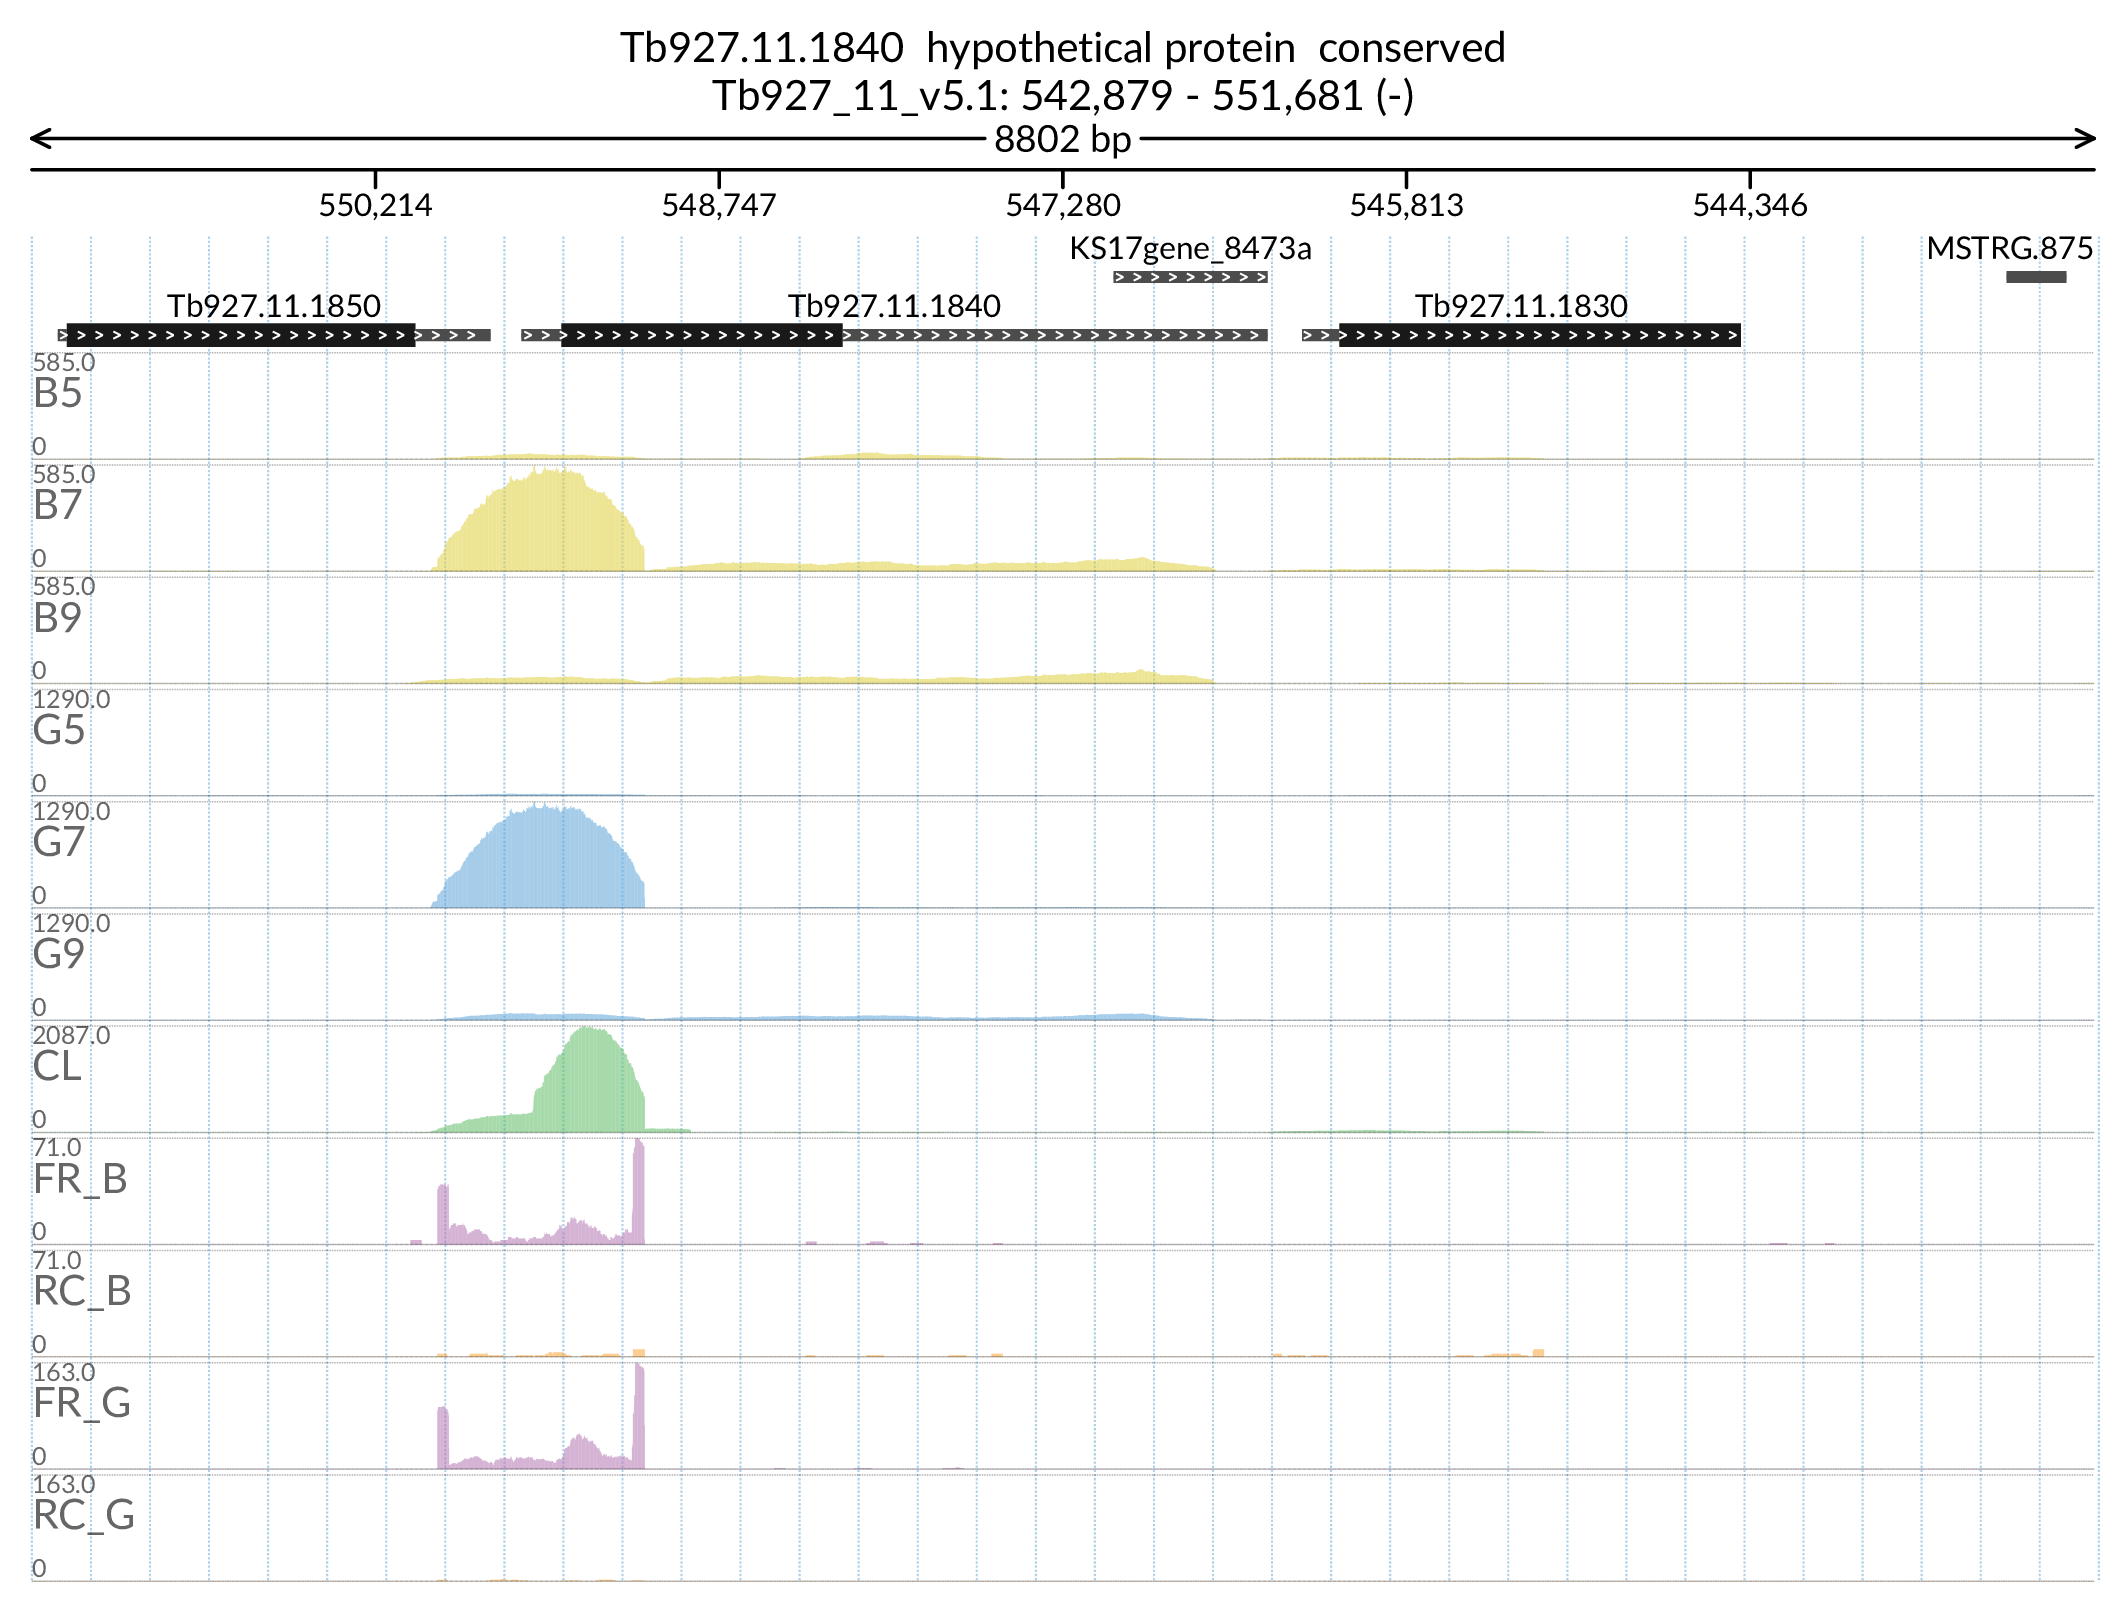 Tb927.11.1840  hypothetical protein  conserved
Tb927_11_v5.1: 542,879 - 551,681 (-)
8802 bp
550,214 548,747 547,280 545,813 544,346
KS17gene_8473a MSTRG.875
Tb927.11.1850 Tb927.11.1840 Tb927.11.1830
585.0
B5
0
585.0
B7
0
585.0
B9
0
1290.0
G5
0
1290.0
G7
0
1290.0
G9
0
2087.0
CL
0
71.0
FR_B
0
71.0
RC_B
0
163.0
FR_G
0
163.0
RC_G
0